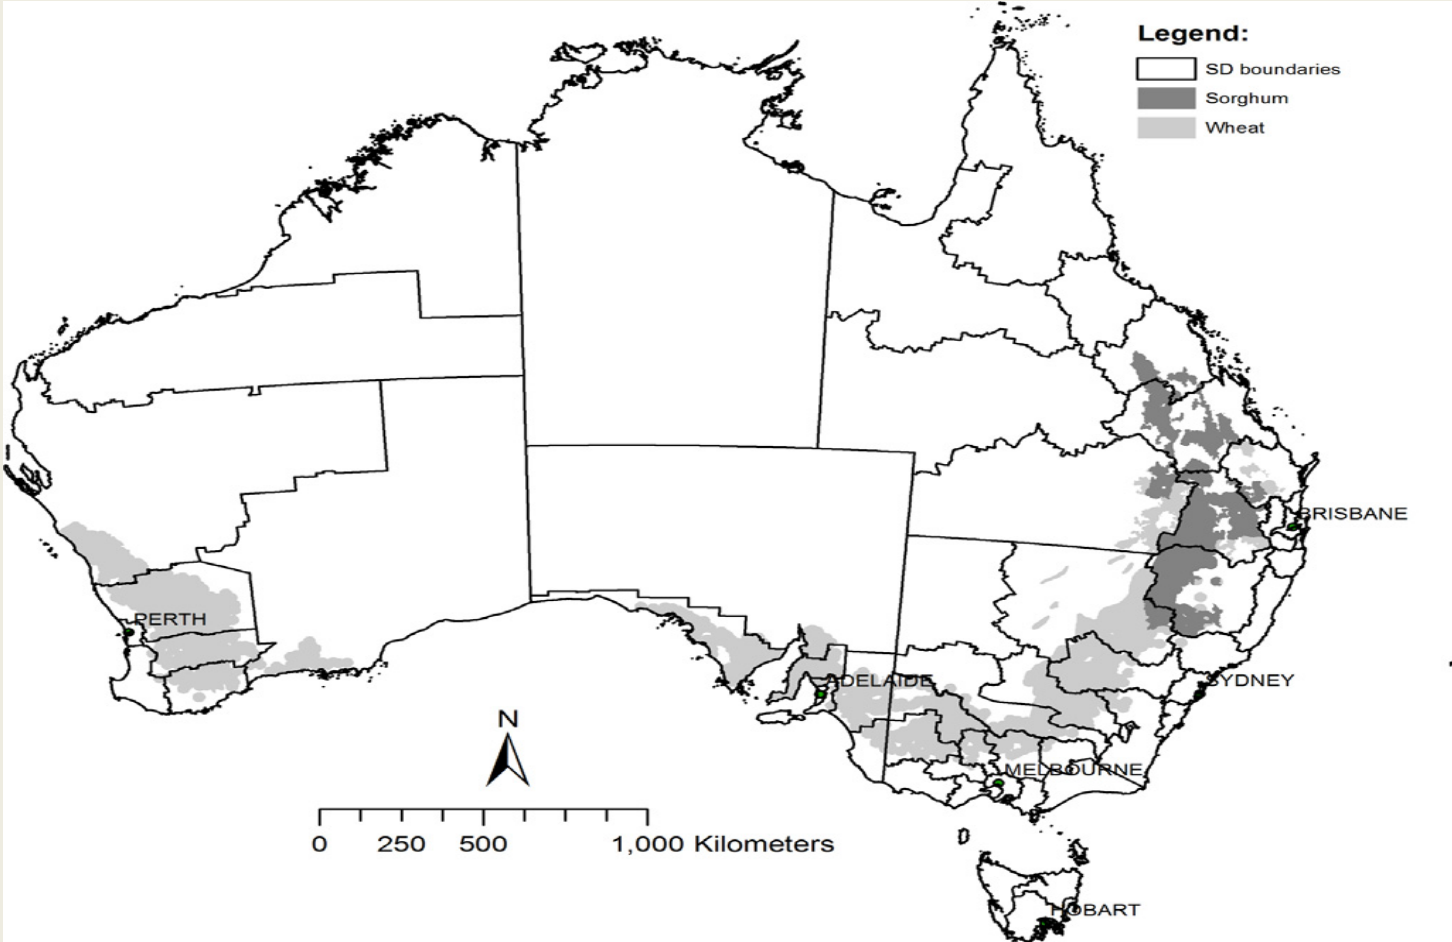 Legend:
SD boundaries
Sorghum
Wheat
BRISBANE
PERTH
ADELAIDE
SYDNEY
N
MELBOURNE
0 250 500 1,000 Kilometers
HOBART